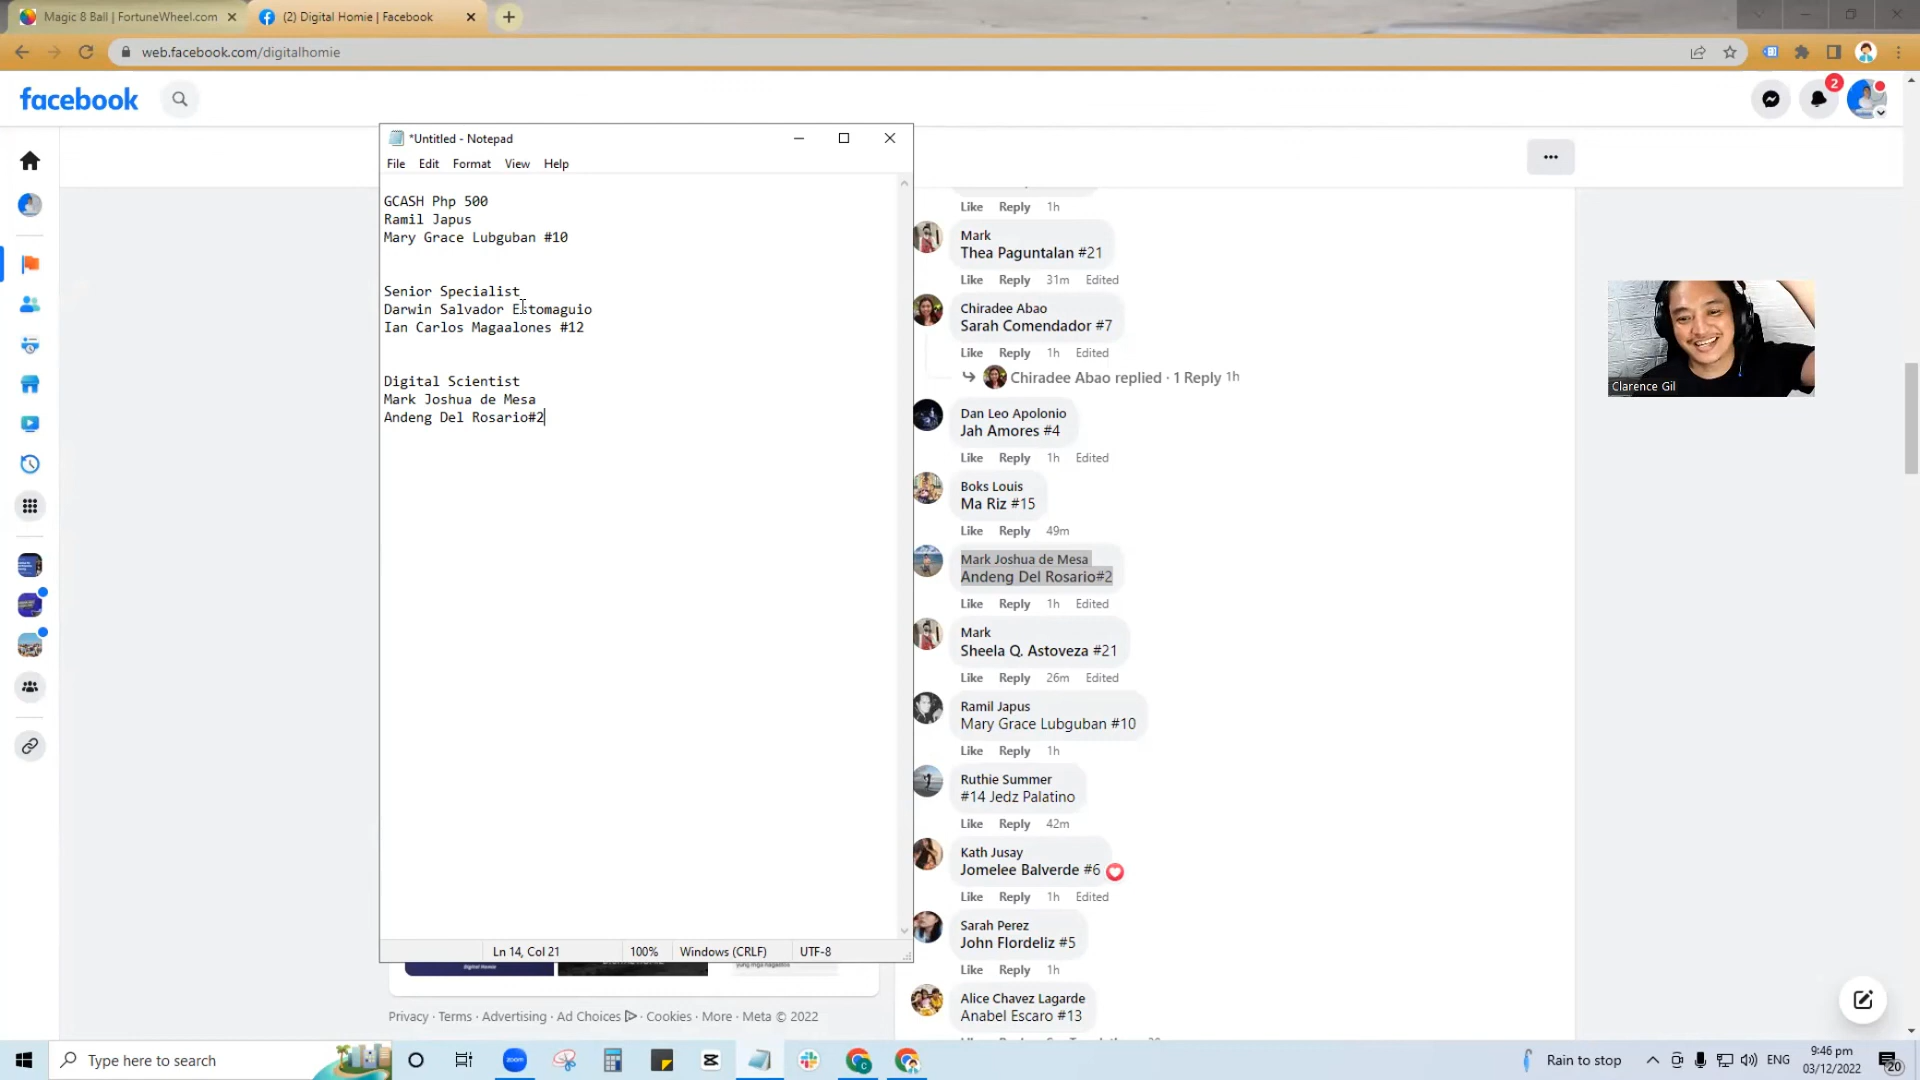 Magic 8 Ball | FortuneWheel.com
(2) Digital Homie | Facebook
web.facebook.com/digitalhomie
facebook
2
*Untitled - Notepad
File Edit Format View Help
GCASH Php 500
Ramil Japus
Mary Grace Lubguban #10
Senior Specialist
Darwin Salvador Estomaguio
Ian Carlos Magaalones #12
Digital Scientist
Mark Joshua de Mesa
Andeng Del Rosario#2
Ln 14, Col 21 100% Windows (CRLF) UTF-8
Digital Homie
Privacy · Terms · Advertising · Ad Choices · Cookies · More · Meta © 2022
Like Reply 1h
Mark
Thea Paguntalan #21
Like Reply 31m Edited
Chiradee Abao
Sarah Comendador #7
Like Reply 1h Edited
Chiradee Abao replied · 1 Reply 1h
Dan Leo Apolonio
Jah Amores #4
Like Reply 1h Edited
Boks Louis
Ma Riz #15
Like Reply 49m
Mark Joshua de Mesa
Andeng Del Rosario#2
Like Reply 1h Edited
Mark
Sheela Q. Astoveza #21
Like Reply 26m Edited
Ramil Japus
Mary Grace Lubguban #10
Like Reply 1h
Ruthie Summer
#14 Jedz Palatino
Like Reply 42m
Kath Jusay
Jomelee Balverde #6
Like Reply 1h Edited
Sarah Perez
John Flordeliz #5
Like Reply 1h
Alice Chavez Lagarde
Anabel Escaro #13
Clarence Gil
Type here to search
zoom
Rain to stop
ENG
9:46 pm
03/12/2022
20